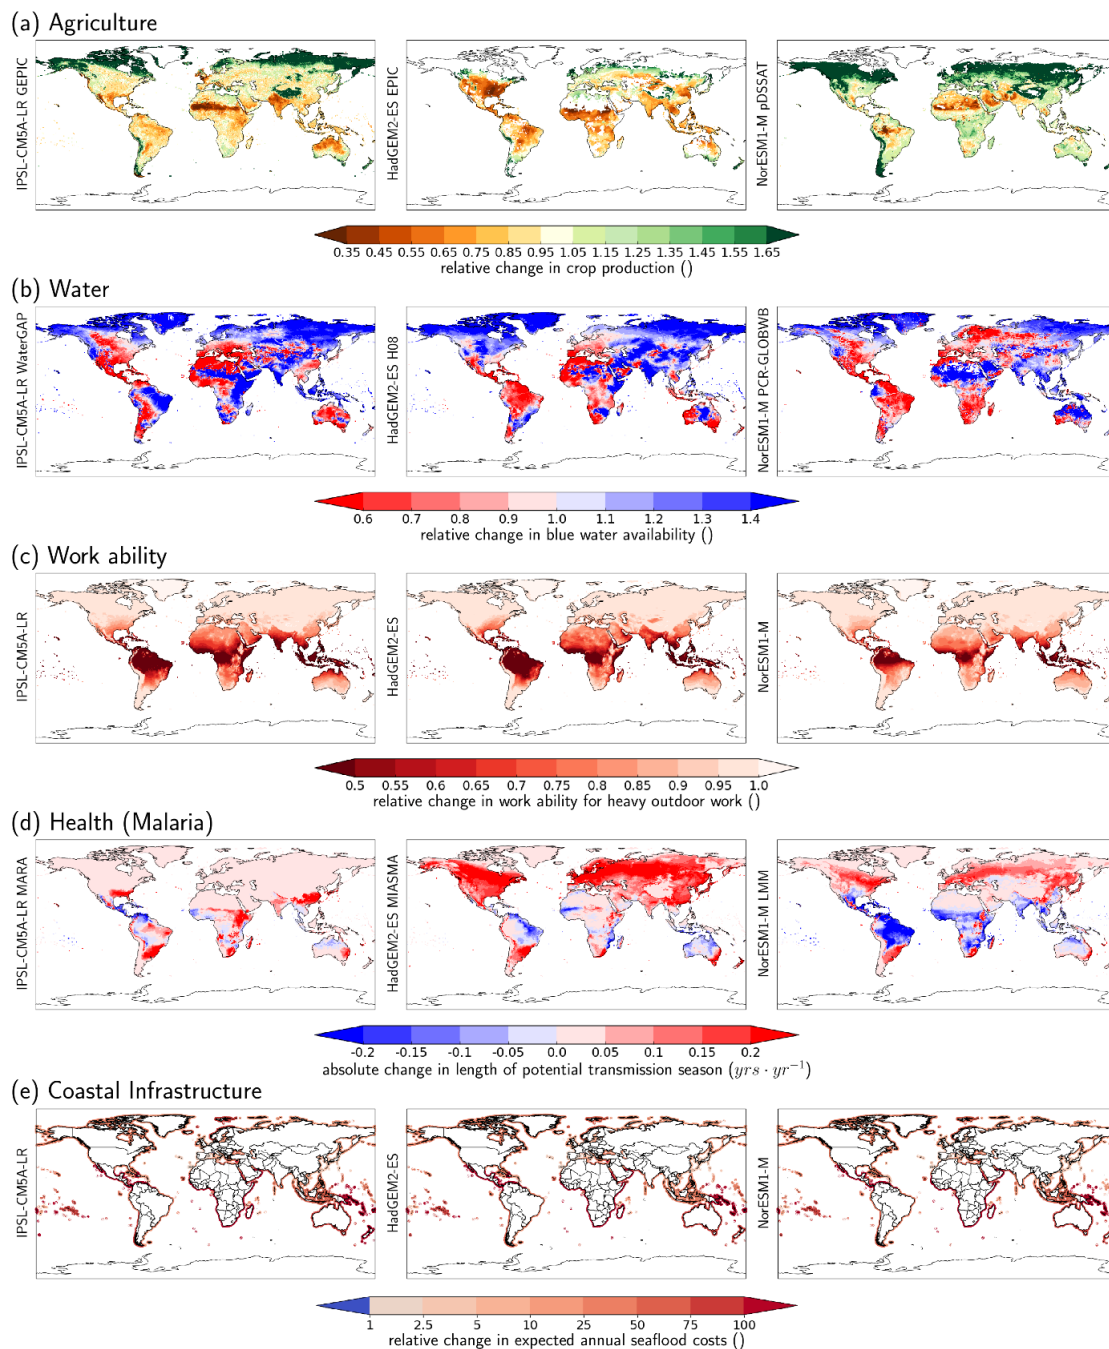 (a) Agriculture
IPSL-CM5A-LR GEPIC
HadGEM2-ES EPIC
NorESM1-M pDSSAT
0.35 0.45 0.55 0.65 0.75 0.85 0.95 1.05 1.15 1.25 1.35 1.45 1.55 1.65
relative change in crop production ()
(b) Water
IPSL-CM5A-LR WaterGAP
HadGEM2-ES H08
NorESM1-M PCR-GLOBWB
0.6 0.7 0.8 0.9 1.0 1.1 1.2 1.3 1.4
relative change in blue water availability ()
(c) Work ability
IPSL-CM5A-LR
HadGEM2-ES
NorESM1-M
0.5 0.55 0.6 0.65 0.7 0.75 0.8 0.85 0.9 0.95 1.0
relative change in work ability for heavy outdoor work ()
(d) Health (Malaria)
IPSL-CM5A-LR MARA
HadGEM2-ES MIASMA
NorESM1-M LMM
-0.2 -0.15 -0.1 -0.05 0.0 0.05 0.1 0.15 0.2
absolute change in length of potential transmission season (yrs · yr⁻¹)
(e) Coastal Infrastructure
IPSL-CM5A-LR
HadGEM2-ES
NorESM1-M
1 2.5 5 10 25 50 75 100
relative change in expected annual seaflood costs ()